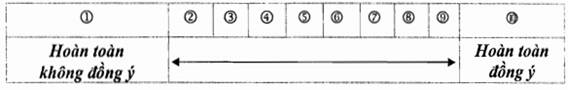 ① ② ③ ④ ⑤ ⑥ ⑦ ⑧ ⑨ ⑩
Hoàn toàn Hoàn toàn
không đồng ý đồng ý